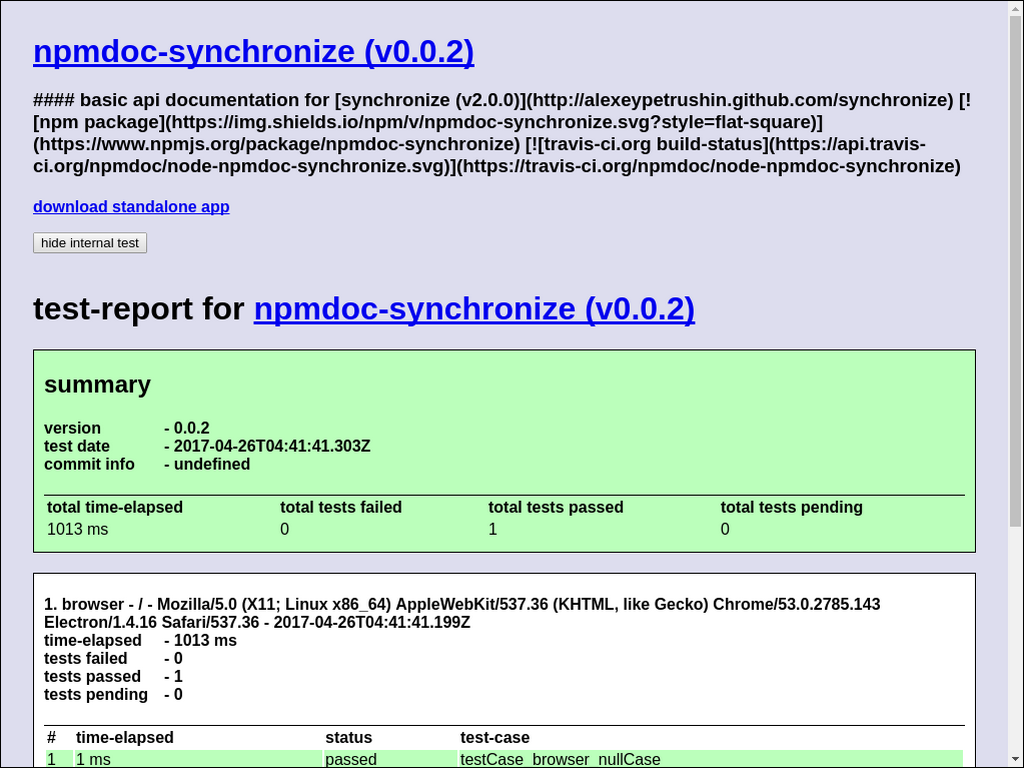 npmdoc-synchronize (v0.0.2)
#### basic api documentation for [synchronize (v2.0.0)](http://alexeypetrushin.github.com/synchronize) [!
[npm package](https://img.shields.io/npm/v/npmdoc-synchronize.svg?style=flat-square)]
(https://www.npmjs.org/package/npmdoc-synchronize) [![travis-ci.org build-status](https://api.travis-
ci.org/npmdoc/node-npmdoc-synchronize.svg)](https://travis-ci.org/npmdoc/node-npmdoc-synchronize)
download standalone app
hide internal test
test-report for npmdoc-synchronize (v0.0.2)
summary
version - 0.0.2
test date - 2017-04-26T04:41:41.303Z
commit info - undefined
total time-elapsed total tests failed total tests passed total tests pending
1013 ms 0 1 0
1. browser - / - Mozilla/5.0 (X11; Linux x86_64) AppleWebKit/537.36 (KHTML, like Gecko) Chrome/53.0.2785.143
Electron/1.4.16 Safari/537.36 - 2017-04-26T04:41:41.199Z
time-elapsed - 1013 ms
tests failed - 0
tests passed - 1
tests pending - 0
# time-elapsed status test-case
1 1 ms passed testCase_browser_nullCase